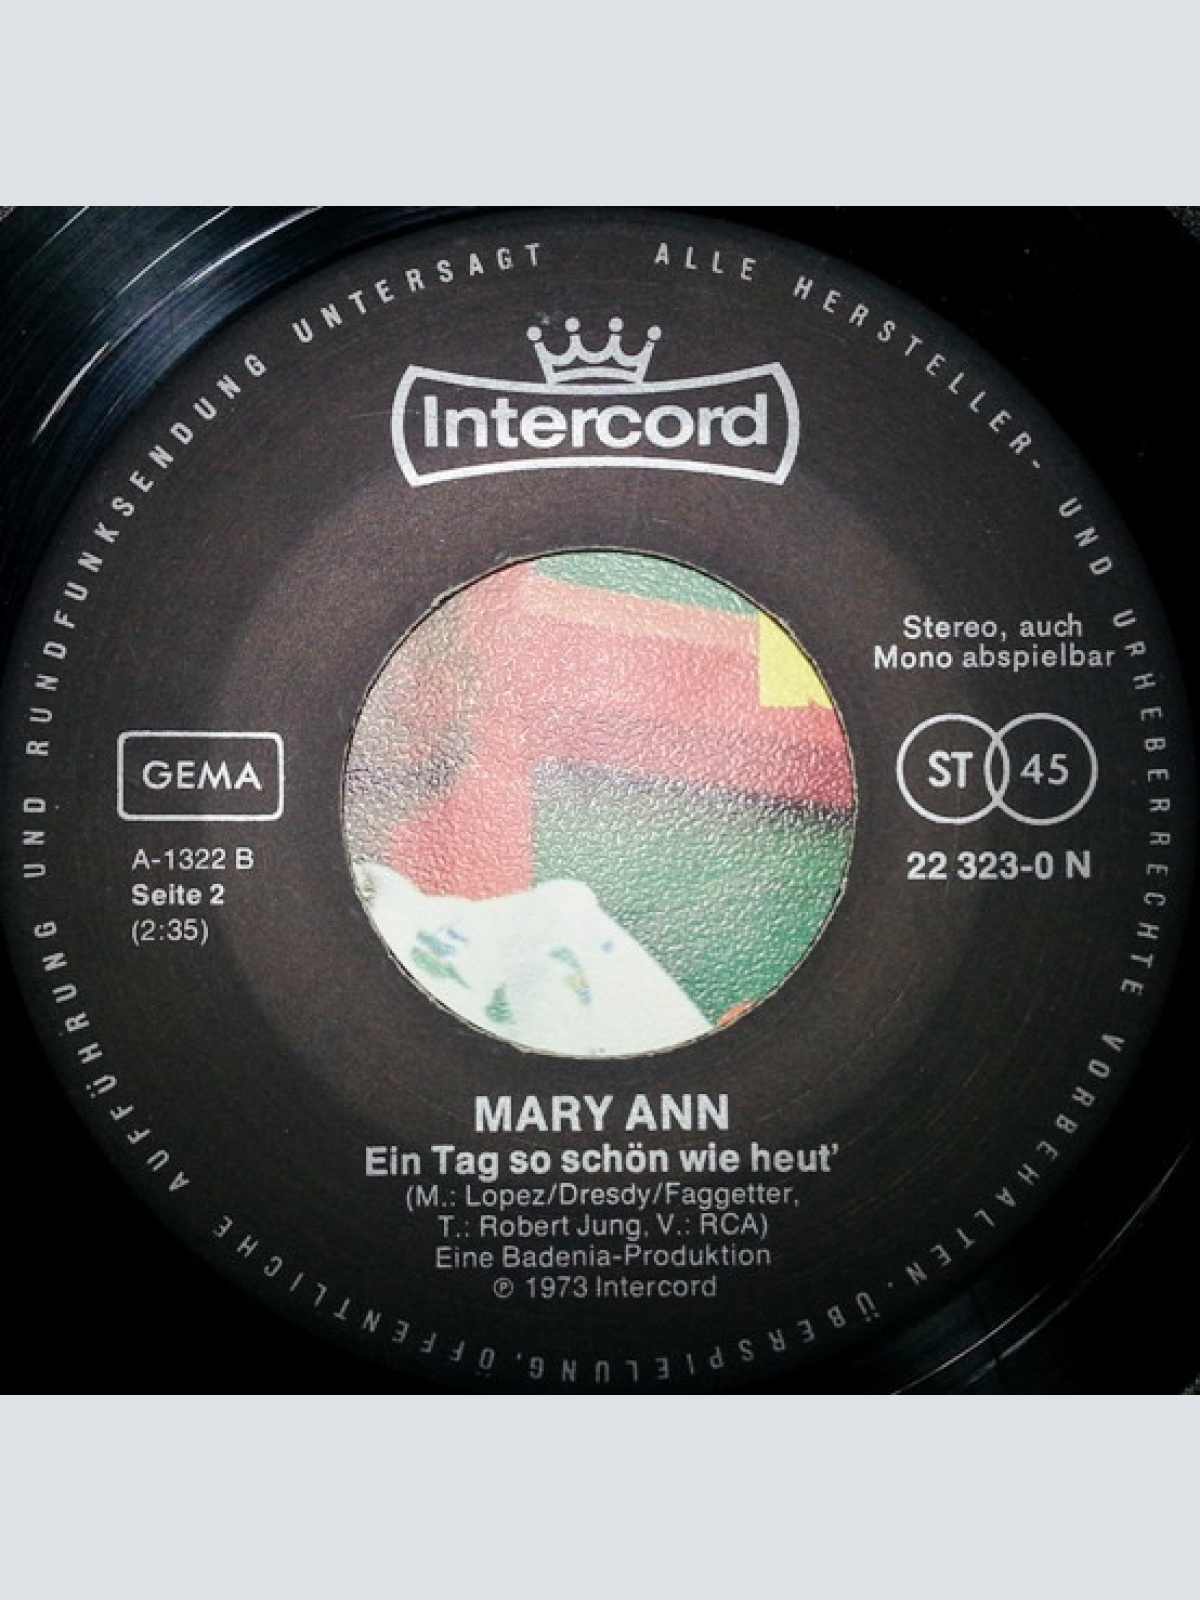 ALLE HERSTELLER- UND URHEBERRECHTE VORBEHALTEN. ÜBERSPIELUNG, ÖFFENTLICHE AUFFÜHRUNG UND RUNDFUNKSENDUNG UNTERSAGT
Intercord
Stereo, auch
Mono abspielbar
GEMA
ST 45
A-1322 B
22 323-0 N
Seite 2
(2:35)
MARY ANN
Ein Tag so schön wie heut’
(M.: Lopez/Dresdy/Faggetter,
T.: Robert Jung, V.: RCA)
Eine Badenia-Produktion
℗ 1973 Intercord